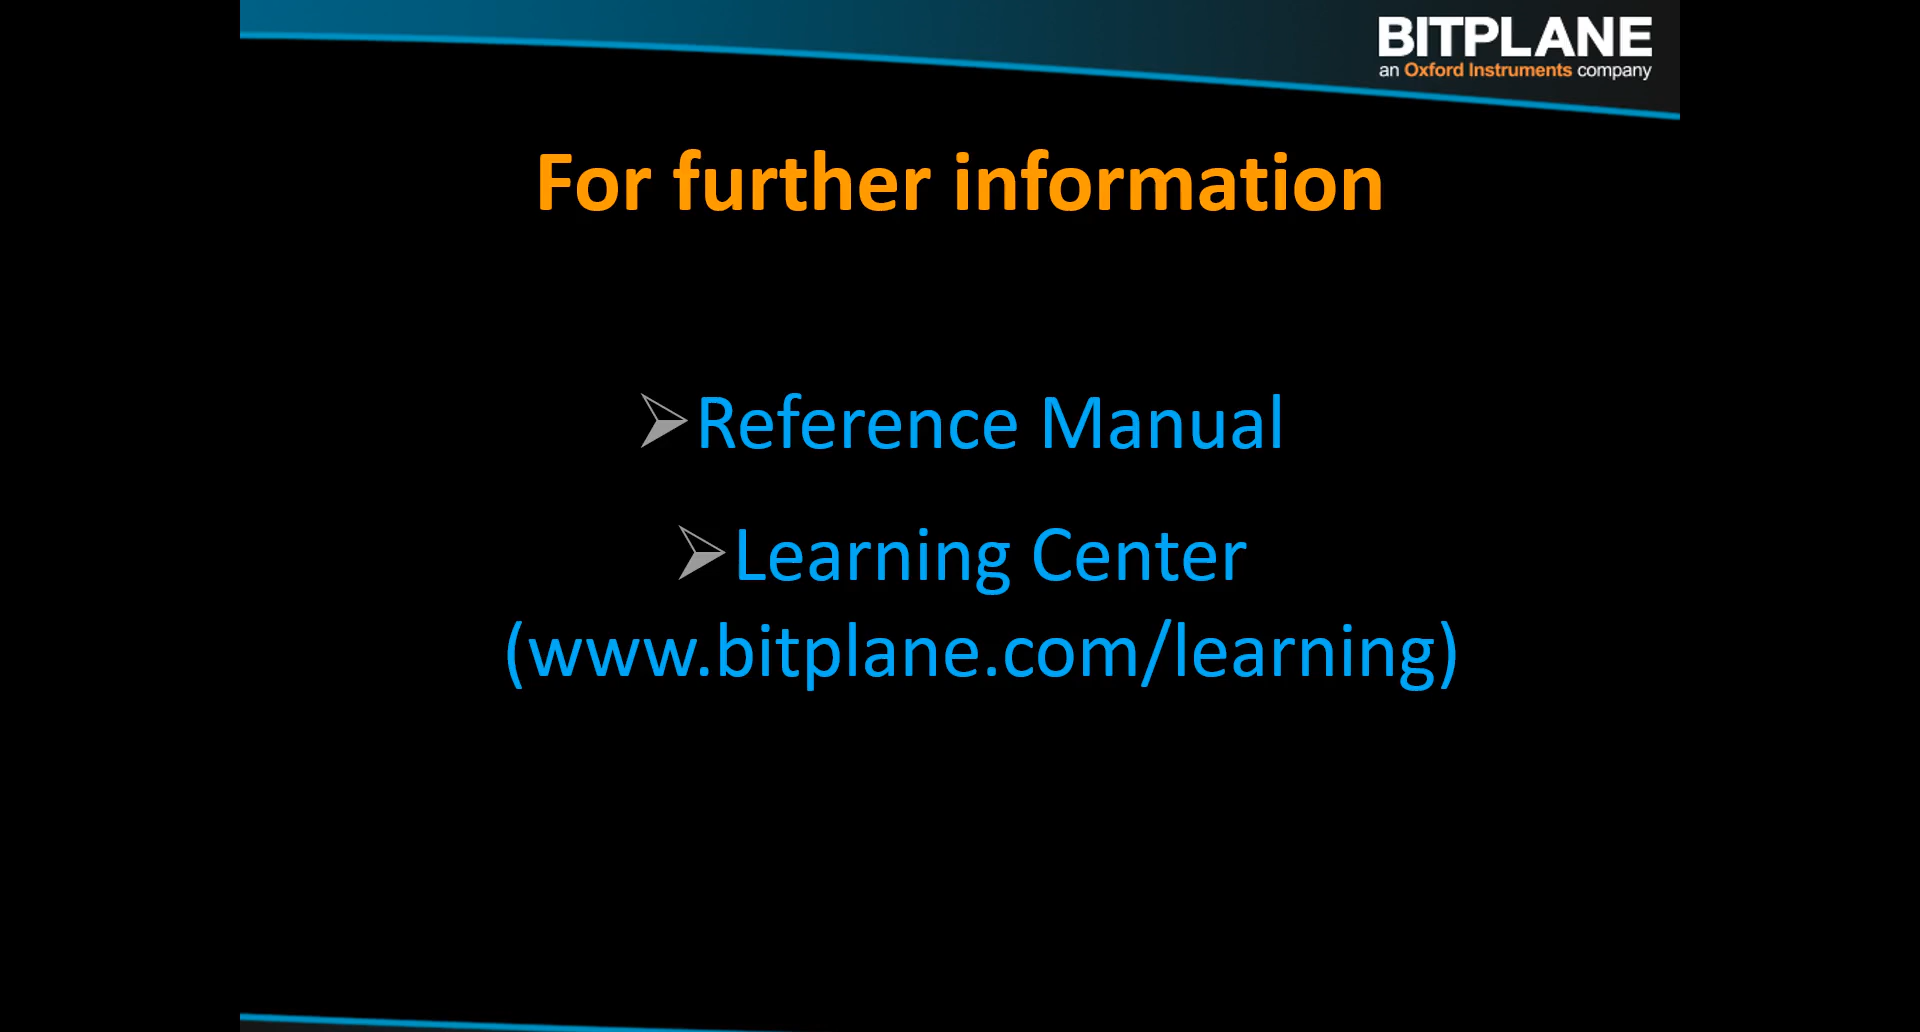 BITPLANE
an Oxford Instruments company
For further information
➢Reference Manual
➢Learning Center
(www.bitplane.com/learning)